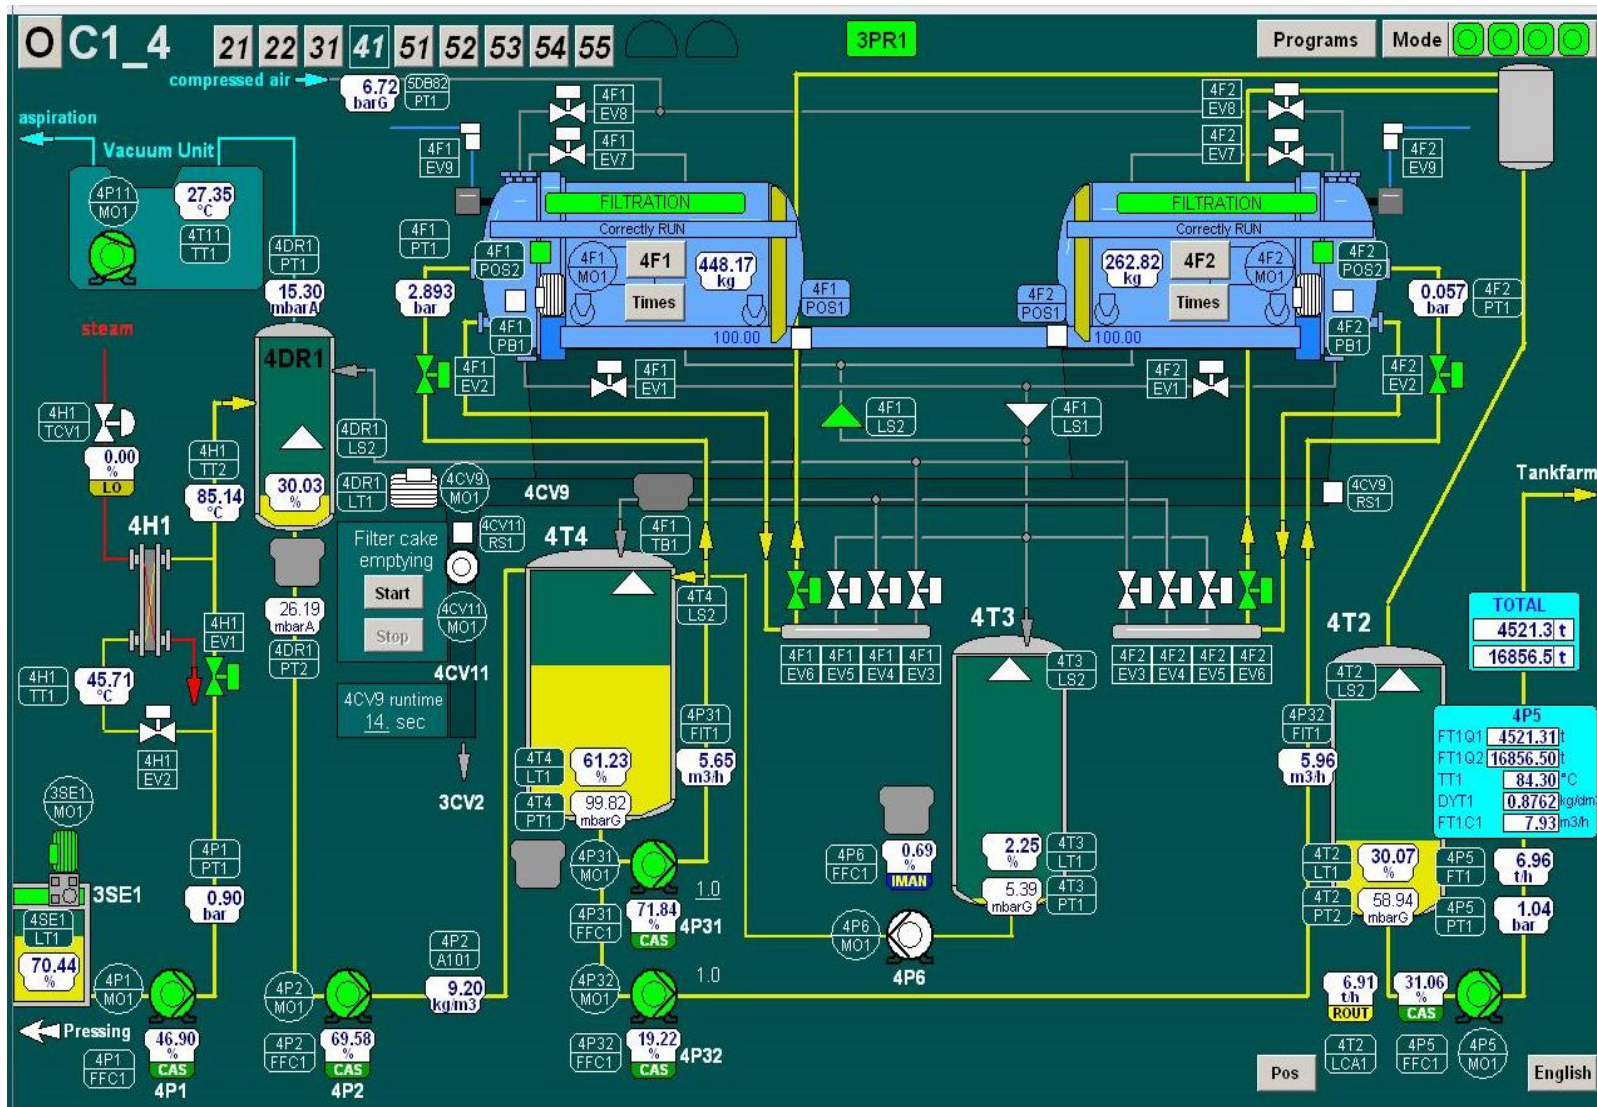 O C1_4 21 22 31 41 51 52 53 54 55 3PR1 Programs Mode
compressed air 6.72 barG 5DB82 PT1
aspiration
Vacuum Unit
4P11 MO1
27.35 °C
4T11 TT1
4DR1 PT1
15.30 mbarA
steam
4DR1
4H1 TCV1
0.00 %
LO
4H1 TT2
85.14 °C
4H1
30.03 %
4DR1 LS2
4DR1 LT1
4CV9 MO1
4CV9
26.19 mbarA
4DR1 PT2
4H1 EV1
4H1 TT1
45.71 °C
4H1 EV2
3SE1 MO1
3SE1
4SE1 LT1
70.44 %
Pressing
4P1 PT1
0.90 bar
4P1 MO1
4P1 FFC1
46.90 %
CAS
4P1
4P2 MO1
4P2 FFC1
69.58 %
CAS
4P2
4P2 A101
9.20 kg/m3
Filter cake
emptying
Start
Stop
4CV9 runtime
14. sec
4CV11 RS1
4CV11 MO1
4CV11
3CV2
4F1 EV9
4F1 EV8
4F1 EV7
FILTRATION
Correctly RUN
4F1 PT1
2.893 bar
4F1 POS2
4F1 MO1
4F1
Times
448.17 kg
4F1 POS1
4F1 PB1
100.00
4F1 EV2
4F1 EV1
4F1 LS2
4F1 LS1
4F2 EV8
4F2 EV7
4F2 EV9
FILTRATION
Correctly RUN
262.82 kg
4F2
Times
4F2 MO1
4F2 POS2
4F2 POS1
0.057 bar
4F2 PT1
4F2 PB1
100.00
4F2 EV2
4F2 EV1
4CV9 RS1
Tankfarm
4T4
4F1 TB1
4T4 LS2
4T4 LT1
61.23 %
4T4 PT1
99.82 mbarG
4P31 FIT1
5.65 m3/h
4P31 MO1
1.0
4P31 FFC1
71.84 %
CAS
4P31
4P32 MO1
1.0
4P32 FFC1
19.22 %
CAS
4P32
4F1 EV6
4F1 EV5
4F1 EV4
4F1 EV3
4F2 EV3
4F2 EV4
4F2 EV5
4F2 EV6
4T3
4T3 LS2
2.25 %
4T3 LT1
5.39 mbarG
4T3 PT1
4P6 FFC1
0.69 %
IMAN
4P6 MO1
4P6
4P32 FIT1
5.96 m3/h
4T2
4T2 LS2
4T2 LT1
30.07 %
4T2 PT2
58.94 mbarG
4P5 FT1
6.96 t/h
4P5 PT1
1.04 bar
TOTAL
4521.3 t
16856.5 t
4P5
FT1Q1 4521.31 t
FT1Q2 16856.50 t
TT1 84.30 °C
DYT1 0.8762 kg/dm3
FT1C1 7.93 m3/h
6.91 t/h
ROUT
31.06 %
CAS
4T2 LCA1
4P5 FFC1
4P5 MO1
Pos
English